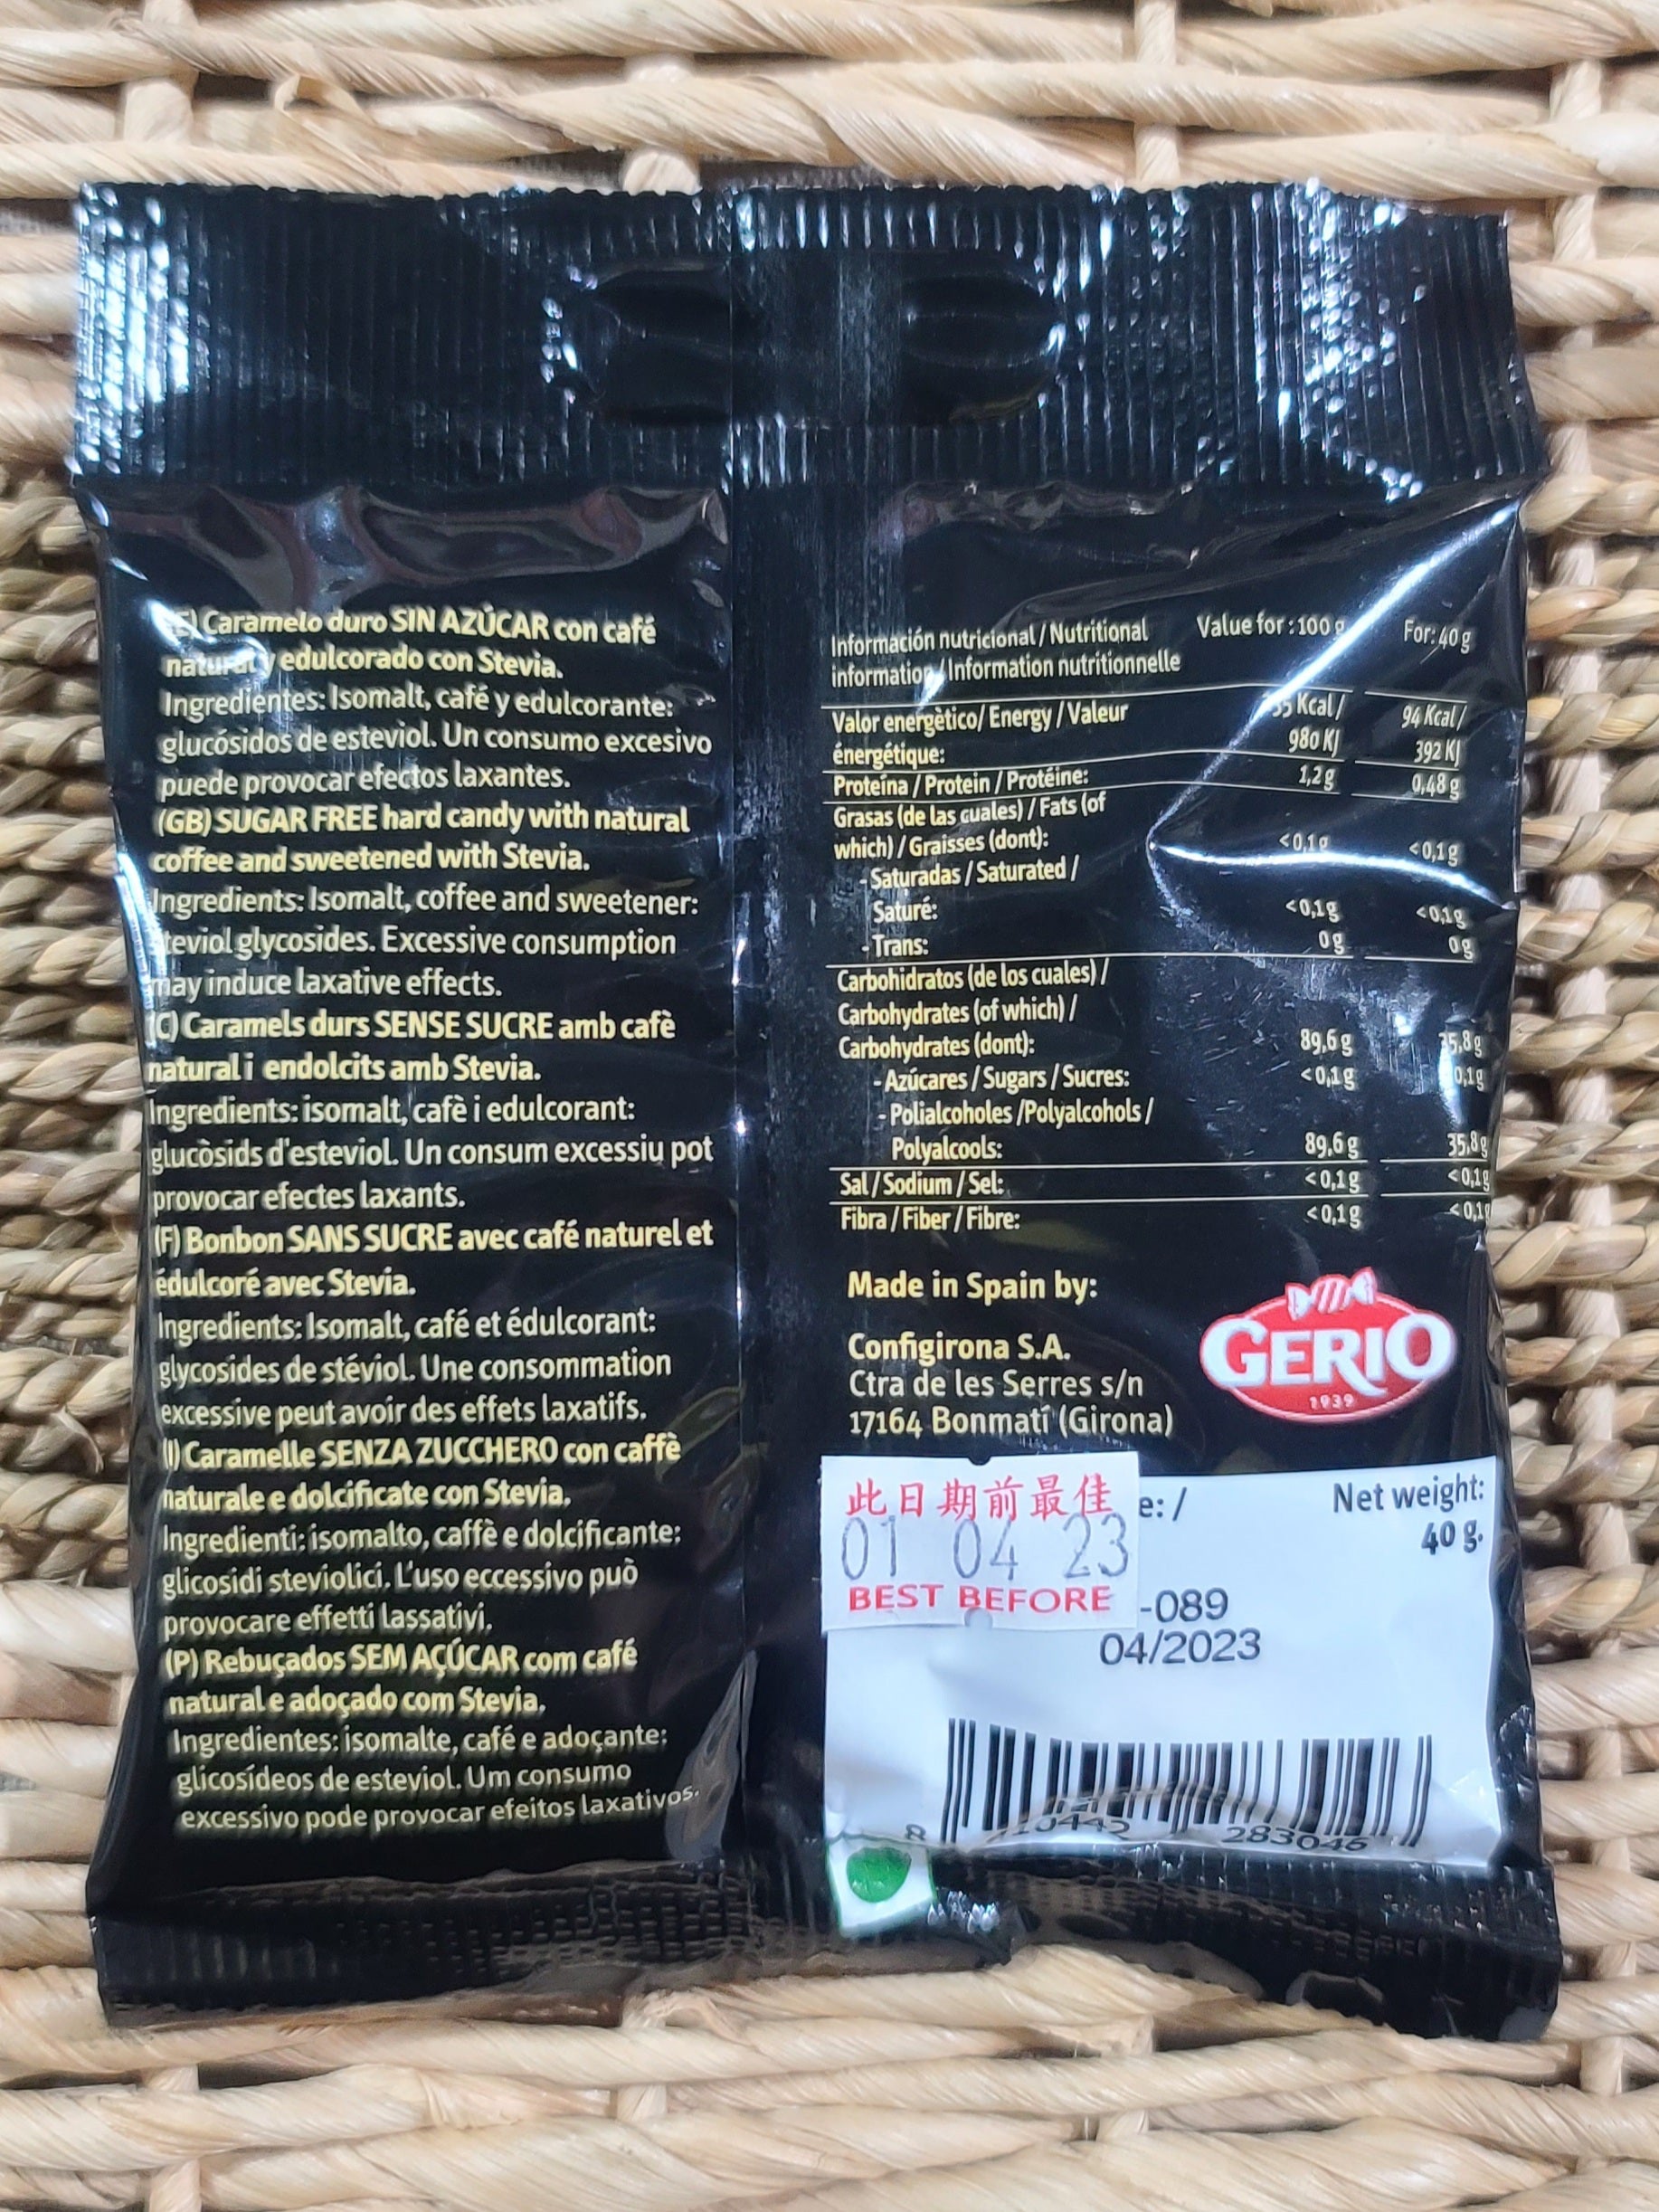 (E) Caramelo duro SIN AZÚCAR con café
natural y edulcorado con Stevia.
Ingredientes: Isomalt, café y edulcorante:
glucósidos de esteviol. Un consumo excesivo
puede provocar efectos laxantes.
(GB) SUGAR FREE hard candy with natural
coffee and sweetened with Stevia.
Ingredients: Isomalt, coffee and sweetener:
steviol glycosides. Excessive consumption
may induce laxative effects.
(C) Caramels durs SENSE SUCRE amb cafè
natural i endolcits amb Stevia.
Ingredients: isomalt, cafè i edulcorant:
glucòsids d'esteviol. Un consum excessiu pot
provocar efectes laxants.
(F) Bonbon SANS SUCRE avec café naturel et
édulcoré avec Stevia.
Ingredients: Isomalt, café et édulcorant:
glycosides de stéviol. Une consommation
excessive peut avoir des effets laxatifs.
(I) Caramelle SENZA ZUCCHERO con caffè
naturale e dolcificate con Stevia.
Ingredienti: isomalto, caffè e dolcificante:
glicosidi steviolici. L'uso eccessivo può
provocare effetti lassativi.
(P) Rebuçados SEM AÇÚCAR com café
natural e adoçado com Stevia.
Ingredientes: isomalte, café e adoçante:
glicosídeos de esteviol. Um consumo
excessivo pode provocar efeitos laxativos.
Información nutricional / Nutritional Value for : 100 g For: 40 g
information / Information nutritionnelle
Valor energètico/ Energy / Valeur Kcal / 94 Kcal /
énergétique: 980 KJ 392 KJ
Proteína / Protein / Protéine: 1,2 g 0,48 g
Grasas (de las cuales) / Fats (of
which) / Graisses (dont): <0,1 g <0,1 g
- Saturadas / Saturated /
Saturé: <0,1 g <0,1 g
- Trans: 0 g 0 g
Carbohidratos (de los cuales) /
Carbohydrates (of which) /
Carbohydrates (dont): 89,6 g 35,8 g
- Azúcares / Sugars / Sucres: <0,1 g 0,1 g
- Polialcoholes /Polyalcohols /
Polyalcools: 89,6 g 35,8 g
Sal / Sodium / Sel: <0,1 g <0,1 g
Fibra / Fiber / Fibre: <0,1 g <0,1 g
Made in Spain by:
Configirona S.A.
Ctra de les Serres s/n
17164 Bonmatí (Girona)
GERIO
1939
此日期前最佳
01 04 23
BEST BEFORE
e: /
Net weight:
40 g.
-089
04/2023
8 283046